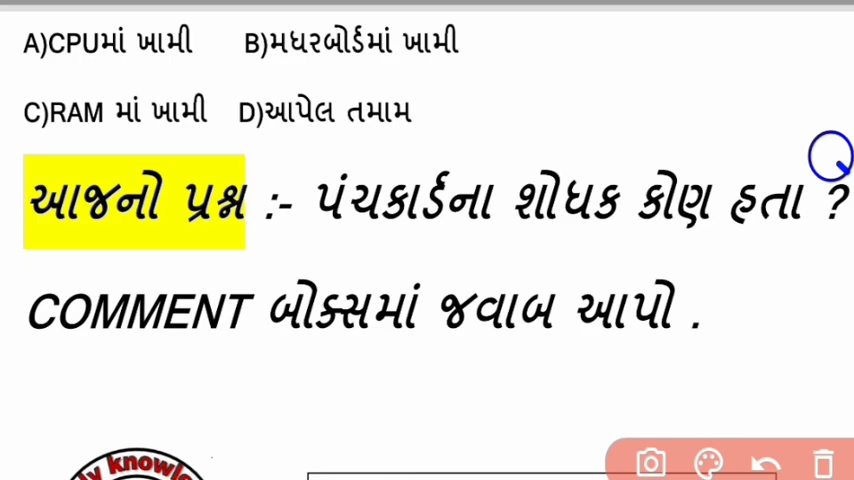 A)CPUમાં ખામી B)મધરબોર્ડમાં ખામી
C)RAM માં ખામી D)આપેલ તમામ
આજનો પ્રશ્ન :- પંચકાર્ડના શોધક કોણ હતા ?
COMMENT બોક્સમાં જવાબ આપો .